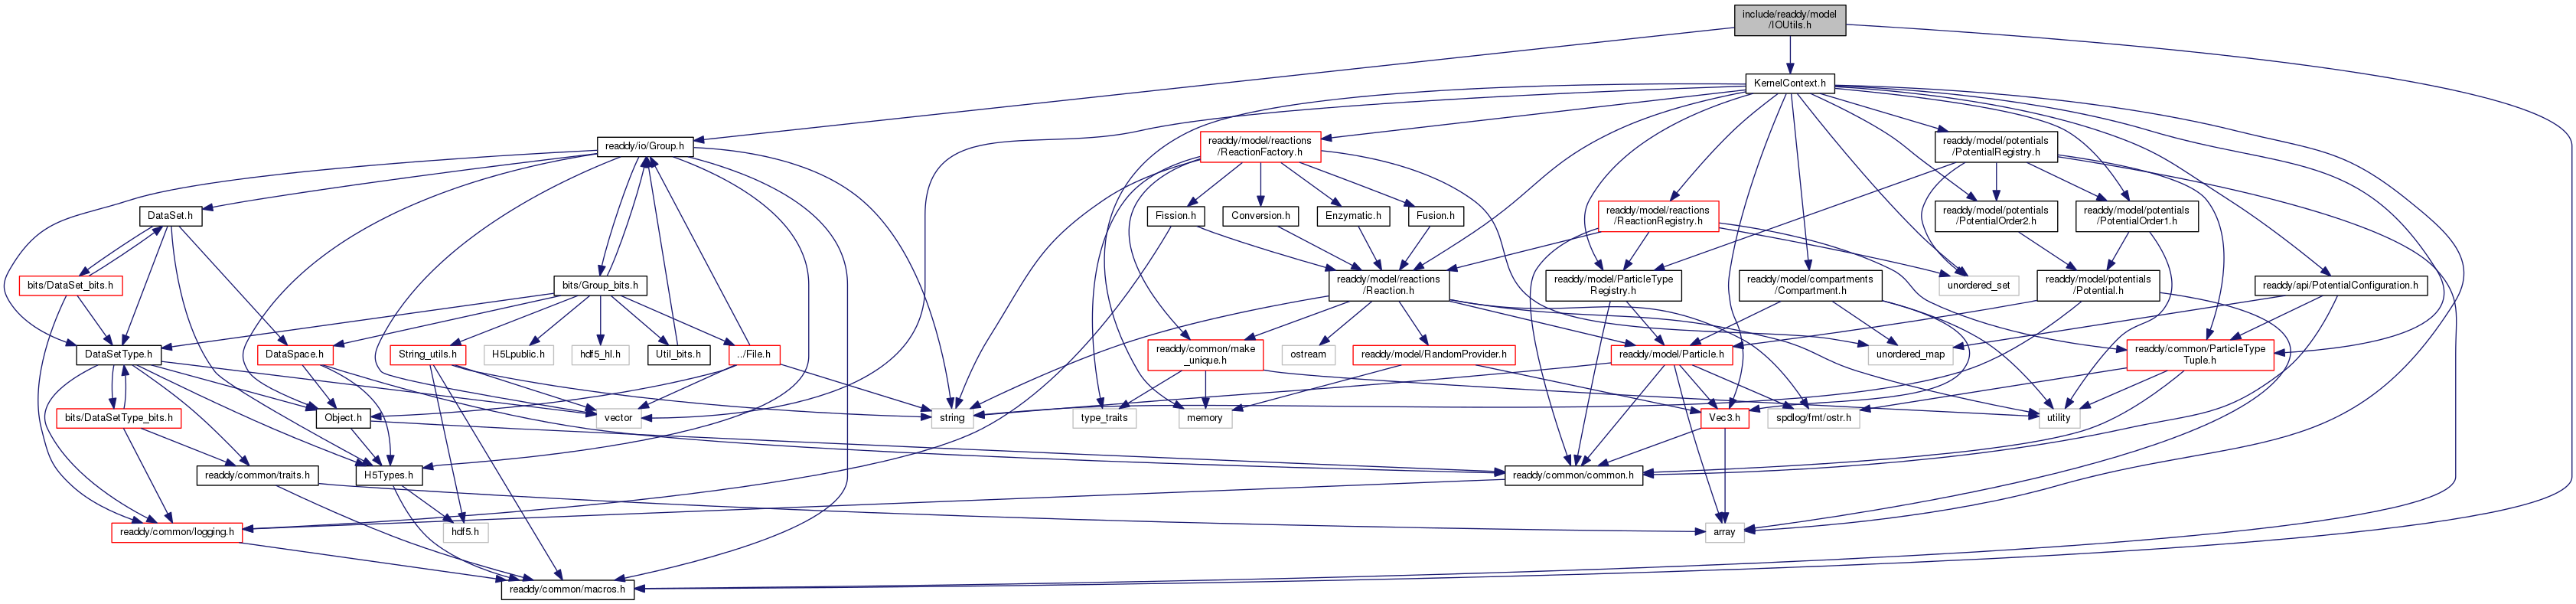 include/readdy/model
/IOUtils.h
KernelContext.h
readdy/io/Group.h
readdy/model/reactions
/ReactionFactory.h
readdy/model/potentials
/PotentialRegistry.h
DataSet.h
Fission.h
Conversion.h
Enzymatic.h
Fusion.h
readdy/model/reactions
/ReactionRegistry.h
readdy/model/potentials
/PotentialOrder2.h
readdy/model/potentials
/PotentialOrder1.h
bits/DataSet_bits.h
bits/Group_bits.h
readdy/model/reactions
/Reaction.h
readdy/model/ParticleType
Registry.h
readdy/model/compartments
/Compartment.h
unordered_set
readdy/model/potentials
/Potential.h
readdy/api/PotentialConfiguration.h
DataSetType.h
DataSpace.h
String_utils.h
H5Lpublic.h
hdf5_hl.h
Util_bits.h
../File.h
readdy/common/make
_unique.h
ostream
readdy/model/RandomProvider.h
readdy/model/Particle.h
unordered_map
readdy/common/ParticleType
Tuple.h
bits/DataSetType_bits.h
Object.h
vector
string
type_traits
memory
Vec3.h
spdlog/fmt/ostr.h
utility
readdy/common/traits.h
H5Types.h
readdy/common/common.h
readdy/common/logging.h
hdf5.h
array
readdy/common/macros.h